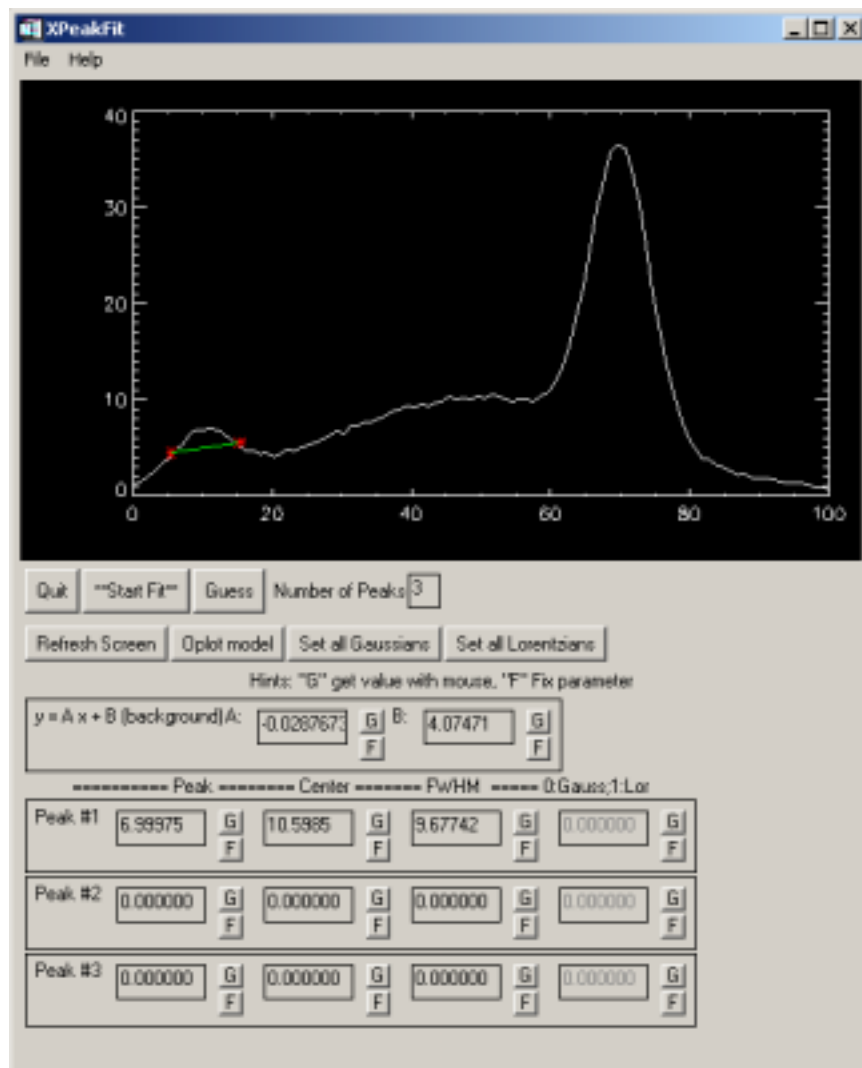 XPeakFit
File Help
40
30
20
10
0
0 20 40 60 80 100
Quit **Start Fit** Guess Number of Peaks 3
Refresh Screen Oplot model Set all Gaussians Set all Lorentzians
Hints: "G" get value with mouse, "F" Fix parameter
y = A x + B (background) A: -0.0287673 G B: 4.07471 G
F F
========== Peak ======== Center ======= FWHM ===== 0:Gauss;1:Lor
Peak #1 6.99975 G 10.5985 G 9.67742 G 0.000000 G
F F F F
Peak #2 0.000000 G 0.000000 G 0.000000 G 0.000000 G
F F F F
Peak #3 0.000000 G 0.000000 G 0.000000 G 0.000000 G
F F F F